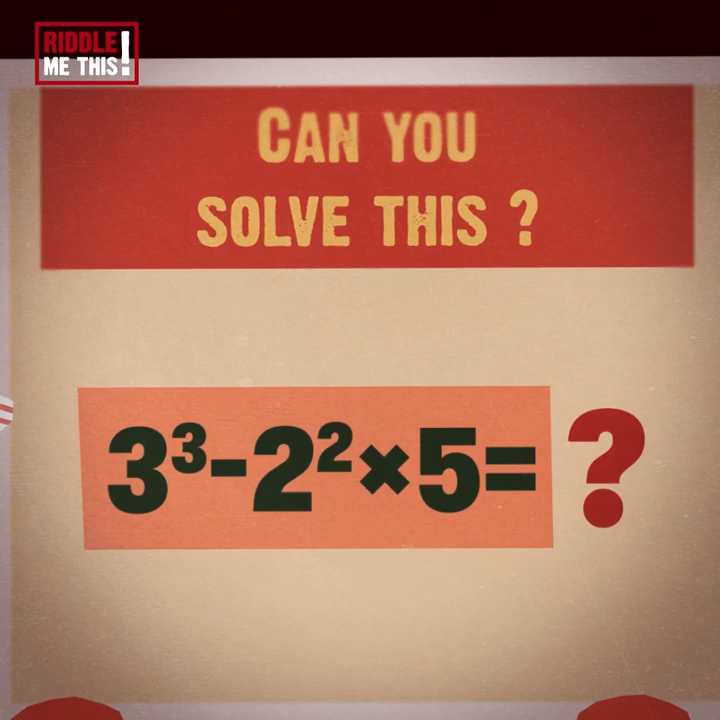 RIDDLE
ME THIS!
CAN YOU
SOLVE THIS ?
3³-2²×5= ?